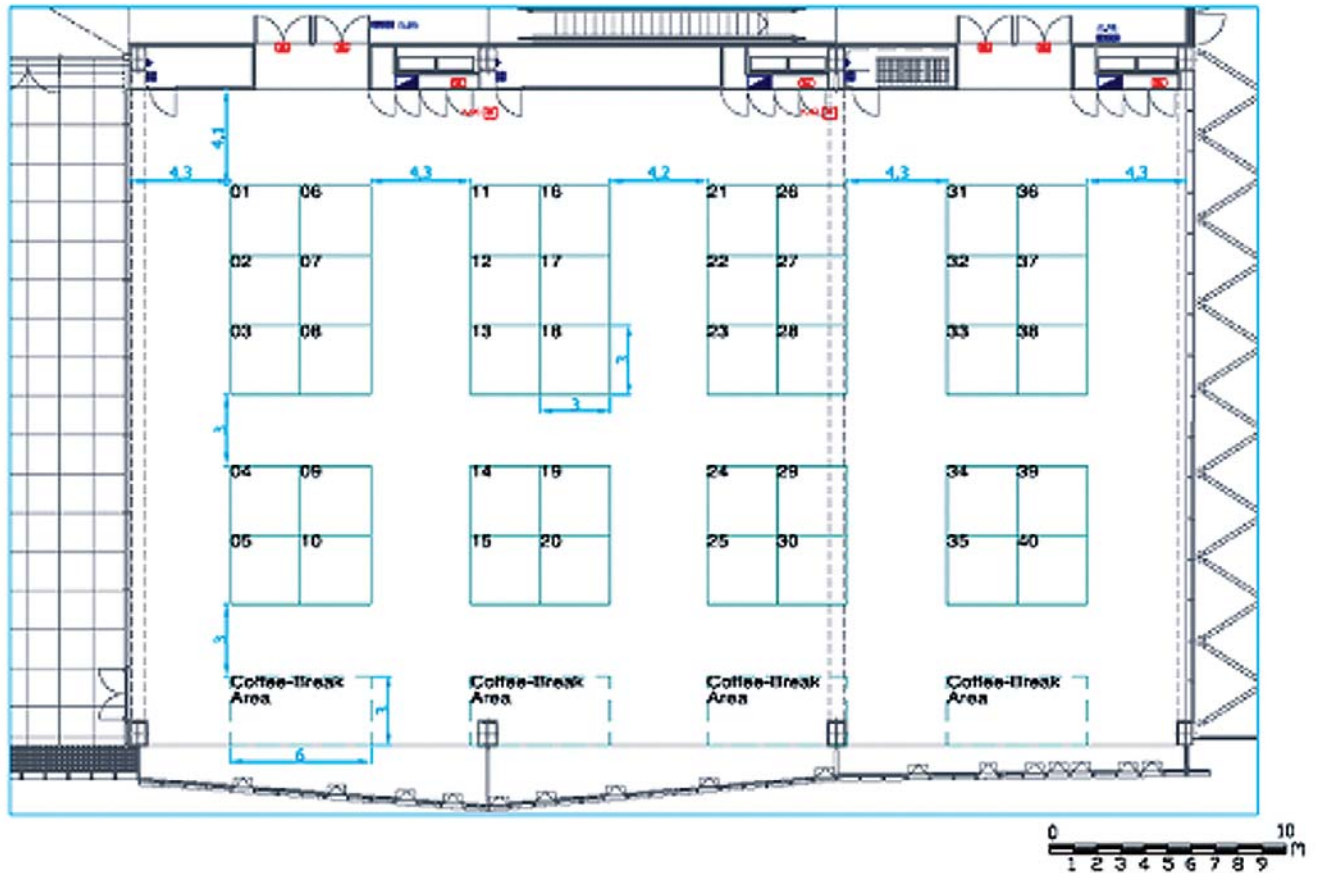 4,1
4,3 4,3 4,2 4,3 4,3
01 06 11 16 21 26 31 36
02 07 12 17 22 27 32 37
03 08 13 18 23 28 33 38
3
3
3
04 09 14 19 24 29 34 39
05 10 15 20 25 30 35 40
3
Coffee-Break Coffee-Break Coffee-Break Coffee-Break
Area Area Area Area
3
6
0 10
M
1 2 3 4 5 6 7 8 9